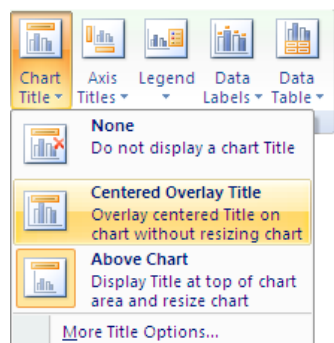 Chart Axis Legend Data Data
Title Titles Labels Table
None
Do not display a chart Title
Centered Overlay Title
Overlay centered Title on
chart without resizing chart
Above Chart
Display Title at top of chart
area and resize chart
More Title Options...